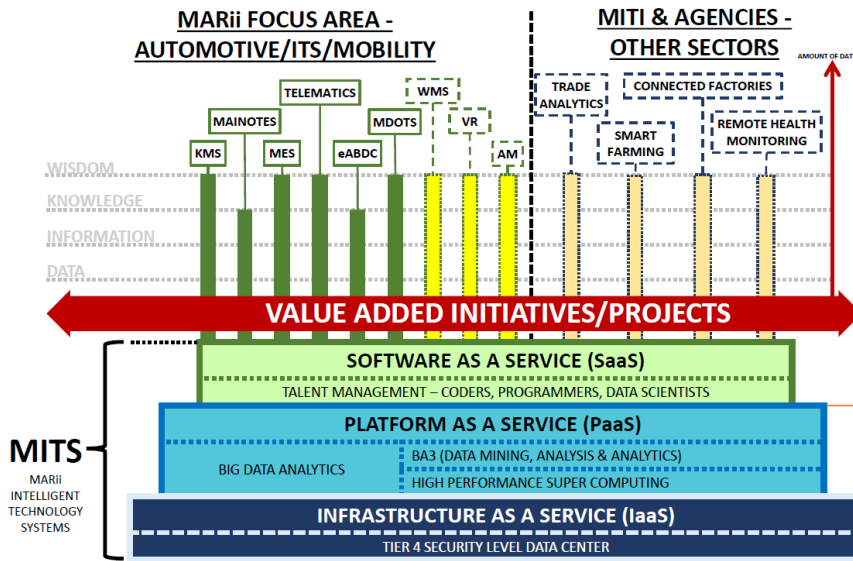 MARii FOCUS AREA -
AUTOMOTIVE/ITS/MOBILITY
MITI & AGENCIES -
OTHER SECTORS
AMOUNT OF DAT
TELEMATICS
WMS
TRADE
ANALYTICS
CONNECTED FACTORIES
MAINOTES
MDOTS
VR
SMART
FARMING
REMOTE HEALTH
MONITORING
KMS
MES
eABDC
AM
WISDOM
KNOWLEDGE
INFORMATION
DATA
VALUE ADDED INITIATIVES/PROJECTS
SOFTWARE AS A SERVICE (SaaS)
TALENT MANAGEMENT – CODERS, PROGRAMMERS, DATA SCIENTISTS
PLATFORM AS A SERVICE (PaaS)
BIG DATA ANALYTICS
BA3 (DATA MINING, ANALYSIS & ANALYTICS)
HIGH PERFORMANCE SUPER COMPUTING
MITS
MARii
INTELLIGENT
TECHNOLOGY
SYSTEMS
INFRASTRUCTURE AS A SERVICE (IaaS)
TIER 4 SECURITY LEVEL DATA CENTER